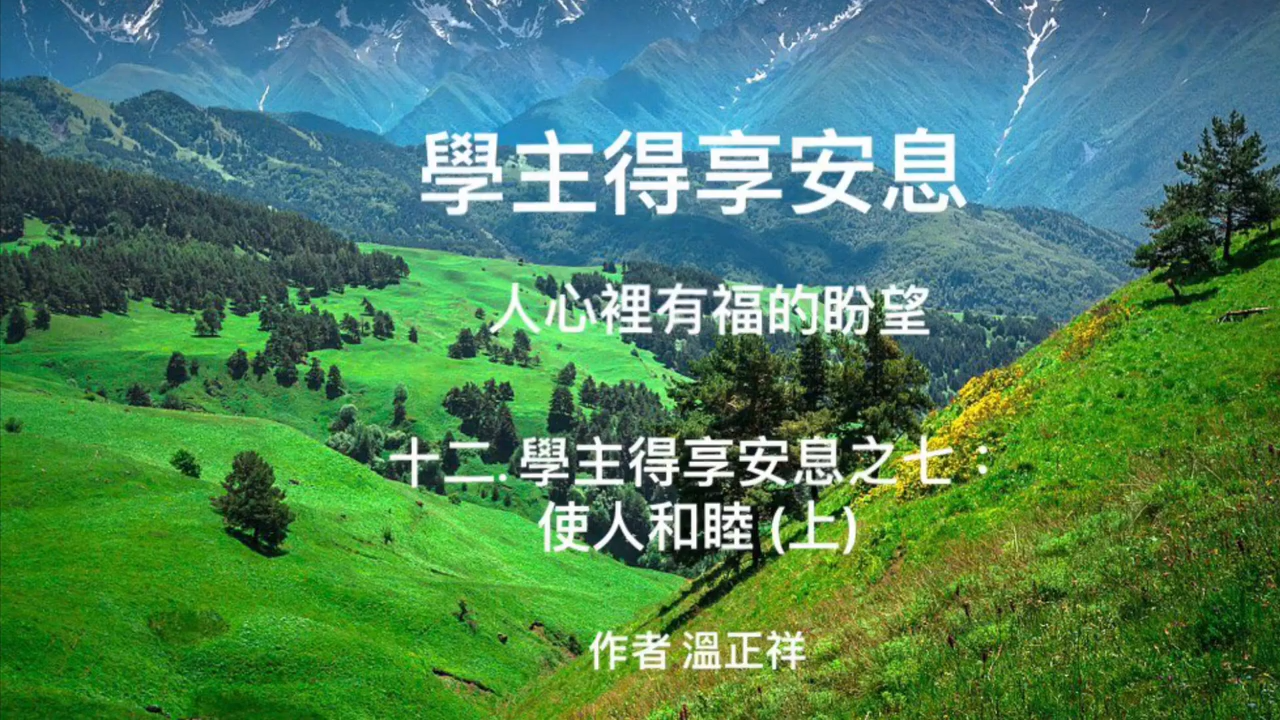 學主得享安息
人心裡有福的盼望
十二.學主得享安息之七：
使人和睦 (上)
作者 溫正祥